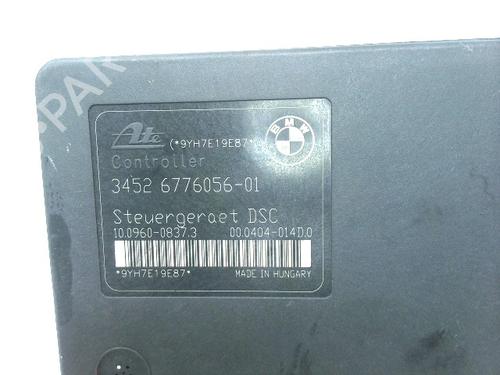 Ate (*9YH7E19E87*) BMW
Controller
3452 6776056-01
Steuergeraet DSC
10.0960-0837.3 00.0404-014D.0
*9YH7E19E87* MADE IN HUNGARY